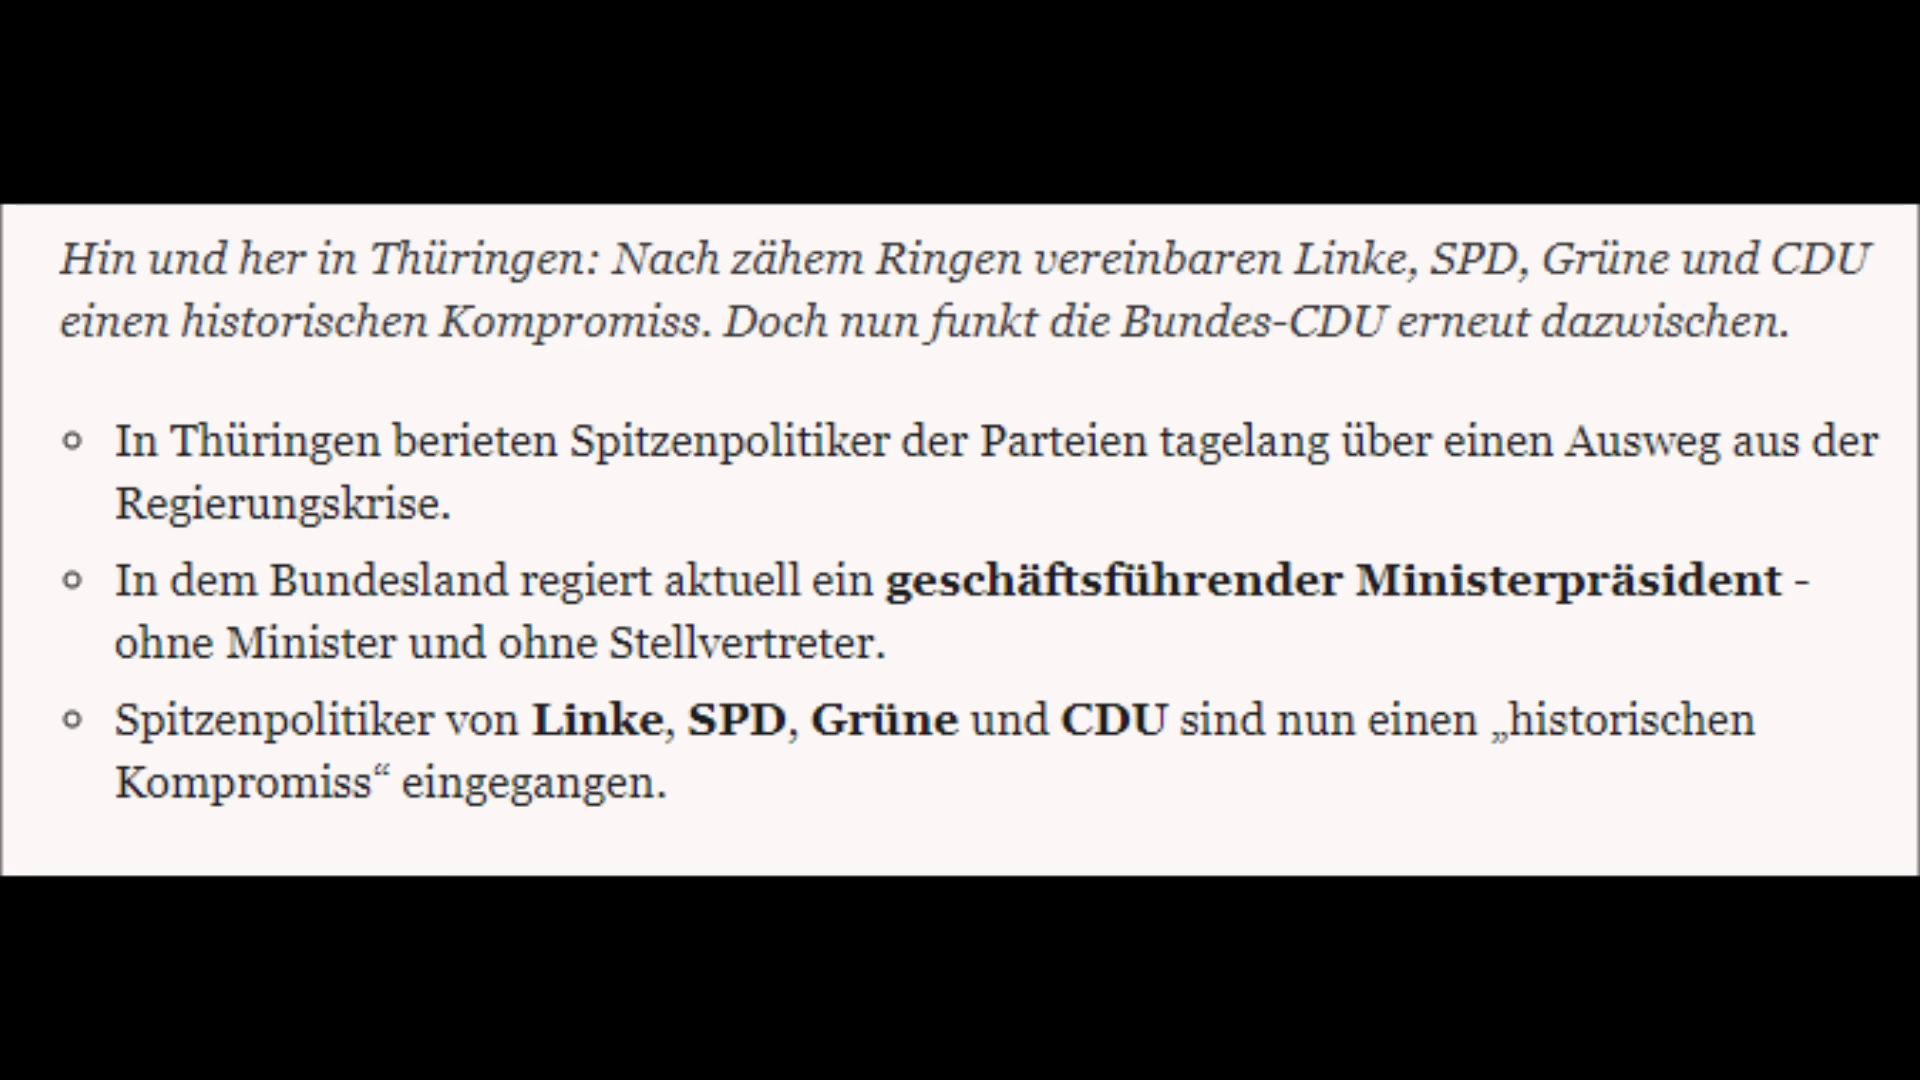 Hin und her in Thüringen: Nach zähem Ringen vereinbaren Linke, SPD, Grüne und CDU
einen historischen Kompromiss. Doch nun funkt die Bundes-CDU erneut dazwischen.
In Thüringen berieten Spitzenpolitiker der Parteien tagelang über einen Ausweg aus der
Regierungskrise.
In dem Bundesland regiert aktuell ein geschäftsführender Ministerpräsident -
ohne Minister und ohne Stellvertreter.
Spitzenpolitiker von Linke, SPD, Grüne und CDU sind nun einen „historischen
Kompromiss“ eingegangen.